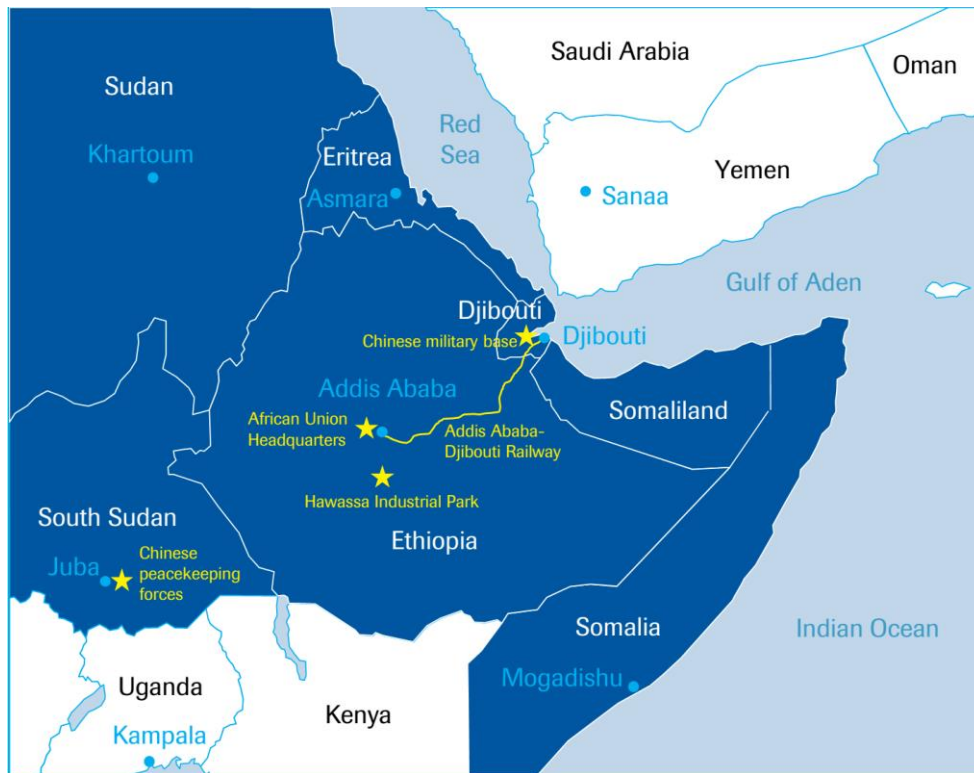 Saudi Arabia
Oman
Sudan
Red
Sea
Khartoum
Eritrea
Asmara
Yemen
Sanaa
Gulf of Aden
Djibouti
Chinese military base
Djibouti
Addis Ababa
African Union
Headquarters
Addis Ababa-
Djibouti Railway
Somaliland
Hawassa Industrial Park
South Sudan
Ethiopia
Juba
Chinese
peacekeeping
forces
Somalia
Indian Ocean
Mogadishu
Uganda
Kenya
Kampala